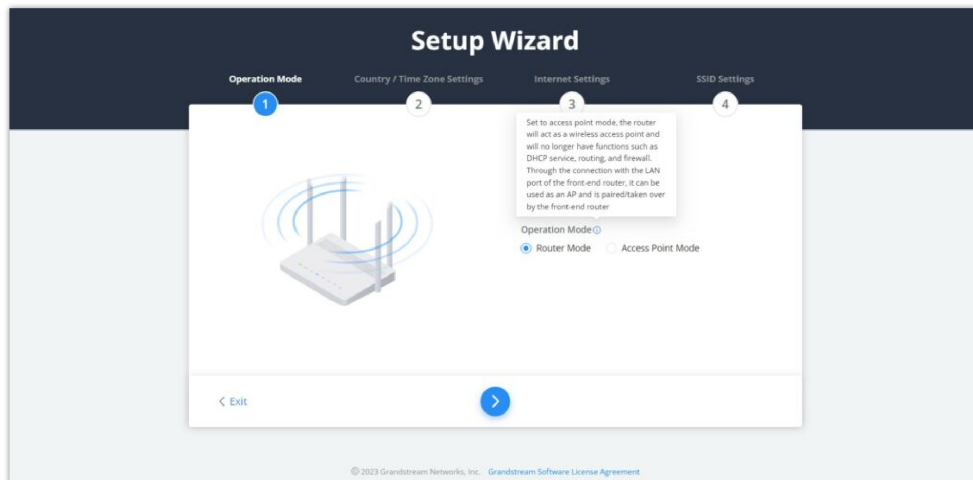 Setup Wizard
Operation Mode
Country / Time Zone Settings
Internet Settings
SSID Settings
1
2
3
4
Set to access point mode, the router
will act as a wireless access point and
will no longer have functions such as
DHCP service, routing, and firewall.
Through the connection with the LAN
port of the front-end router, it can be
used as an AP and is paired/taken over
by the front-end router
Operation Mode
Router Mode
Access Point Mode
Exit
© 2023 Grandstream Networks, Inc. Grandstream Software License Agreement